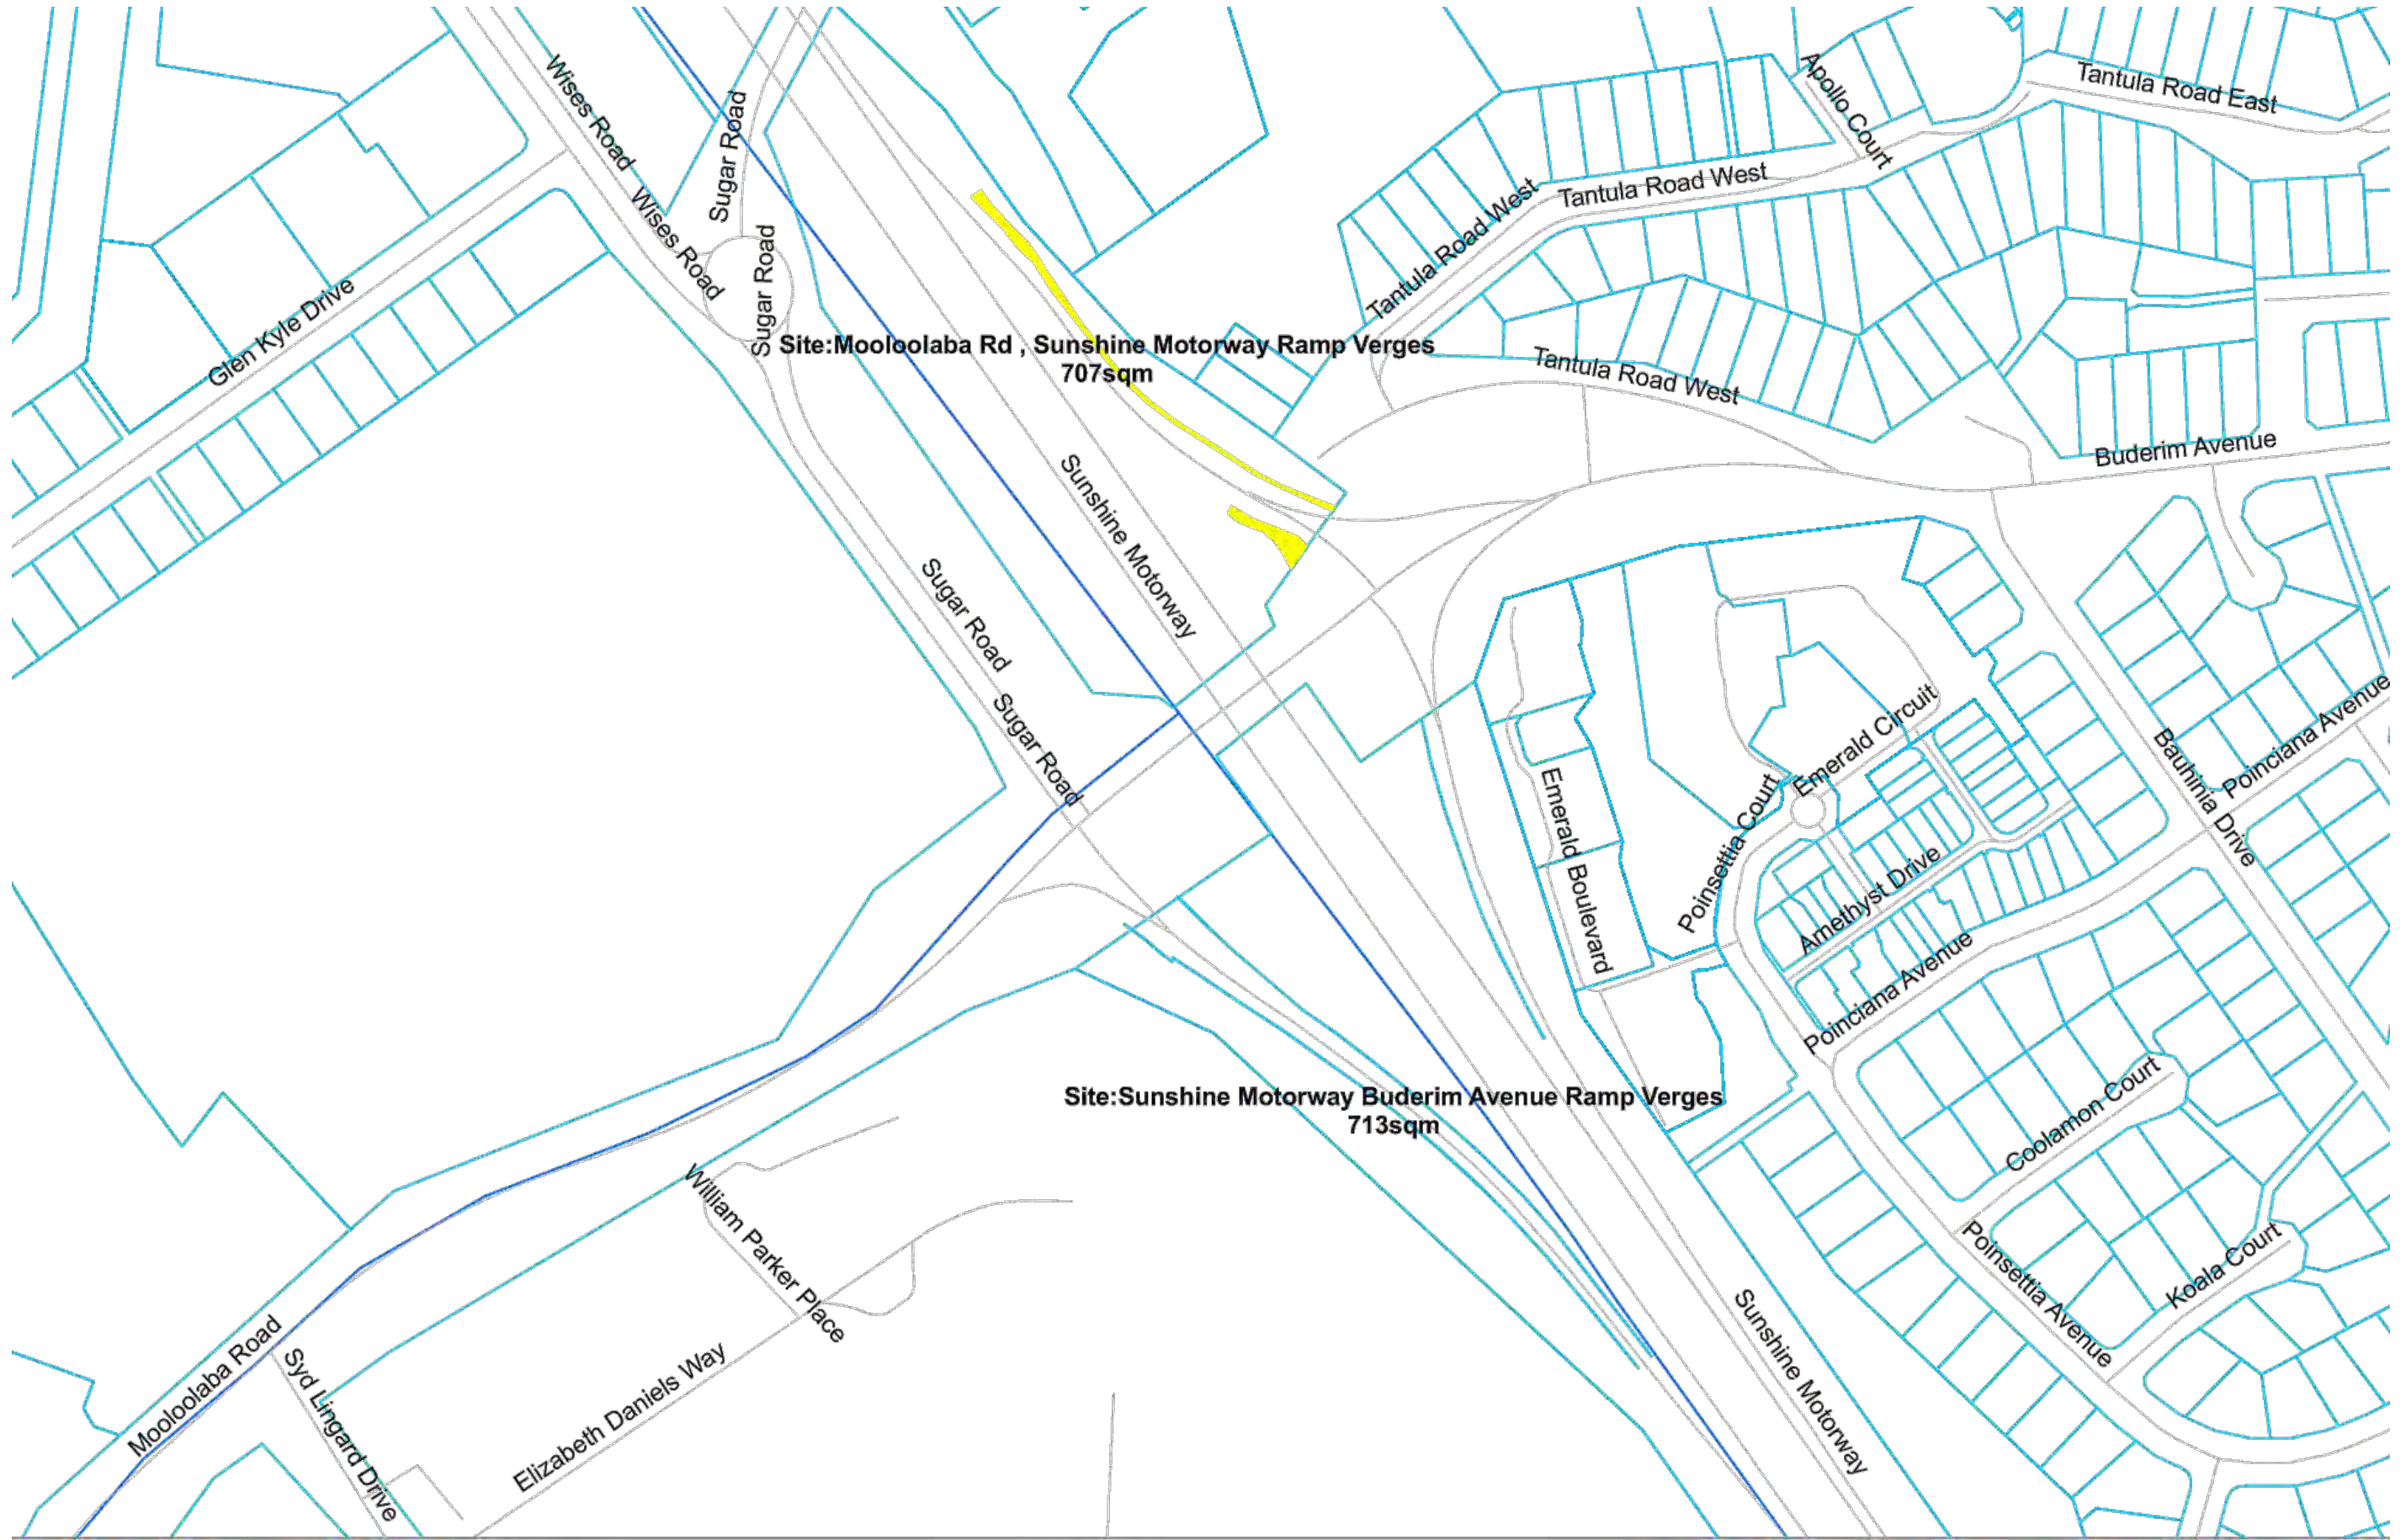 Wises Road
Sugar Road
Apollo Court
Tantula Road East
Wises Road
Sugar Road
Tantula Road West
Tantula Road West
Glen Kyle Drive
Site:Mooloolaba Rd , Sunshine Motorway Ramp Verges
707sqm
Tantula Road West
Buderim Avenue
Sunshine Motorway
Sugar Road
Sugar Road
Emerald Circuit
Poinciana Avenue
Bauhinia Drive
Emerald Boulevard
Poinsettia Court
Amethyst Drive
Poinciana Avenue
Site:Sunshine Motorway Buderim Avenue Ramp Verges
713sqm
Coolamon Court
William Parker Place
Poinsettia Avenue
Koala Court
Sunshine Motorway
Mooloolaba Road
Syd Lingard Drive
Elizabeth Daniels Way